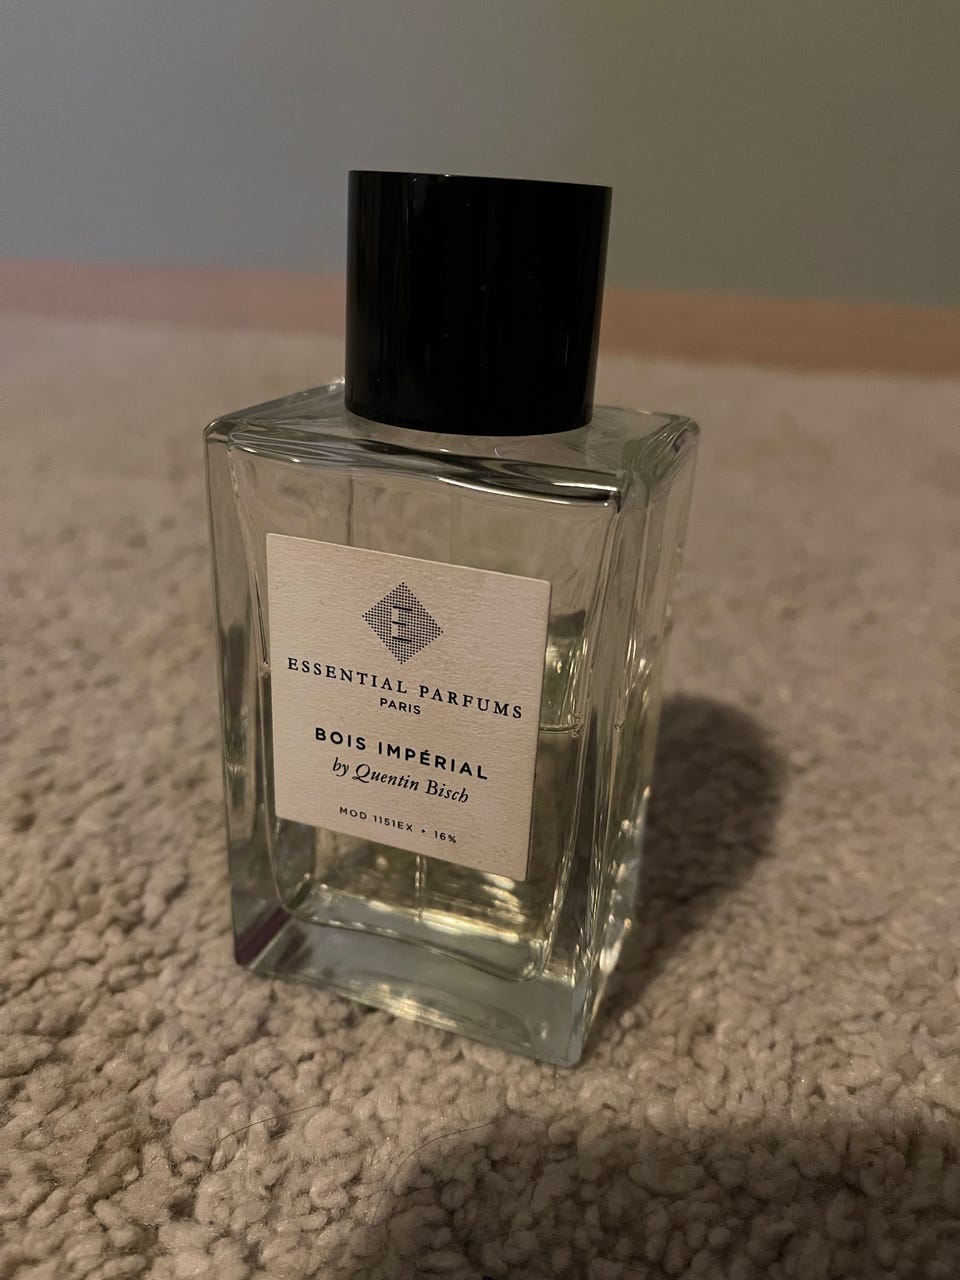 E
ESSENTIAL PARFUMS
PARIS
BOIS IMPÉRIAL
by Quentin Bisch
MOD 1151EX • 16%